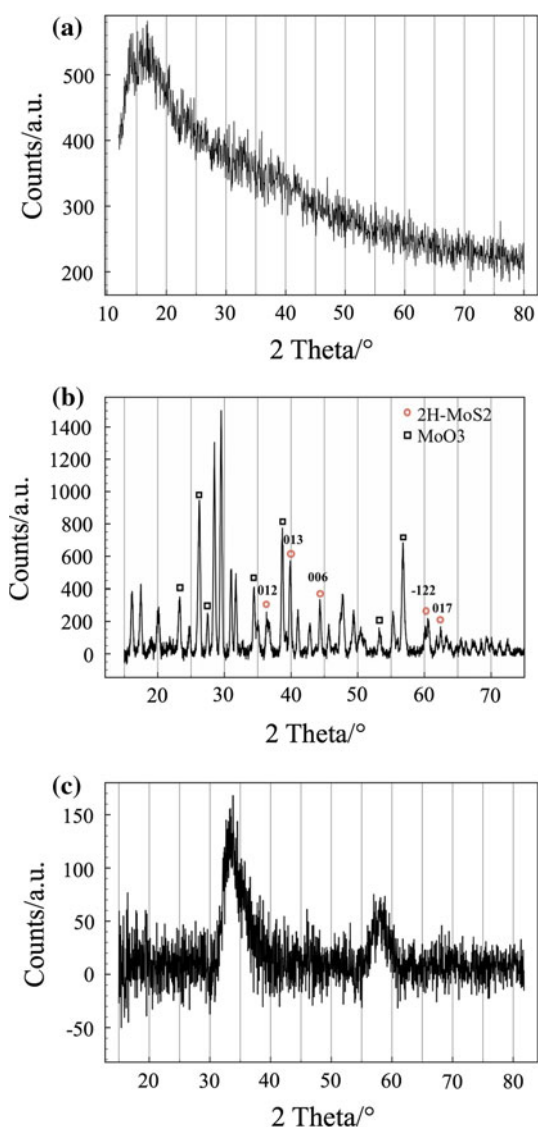 (a)
500
400
300
200
Counts/a.u.
10 20 30 40 50 60 70 80
2 Theta/°
(b)
2H-MoS2
MoO3
1400
1200
1000
800
600
400
200
0
Counts/a.u.
012
013
006
-122
017
20 30 40 50 60 70
2 Theta/°
(c)
150
100
50
0
-50
Counts/a.u.
20 30 40 50 60 70 80
2 Theta/°